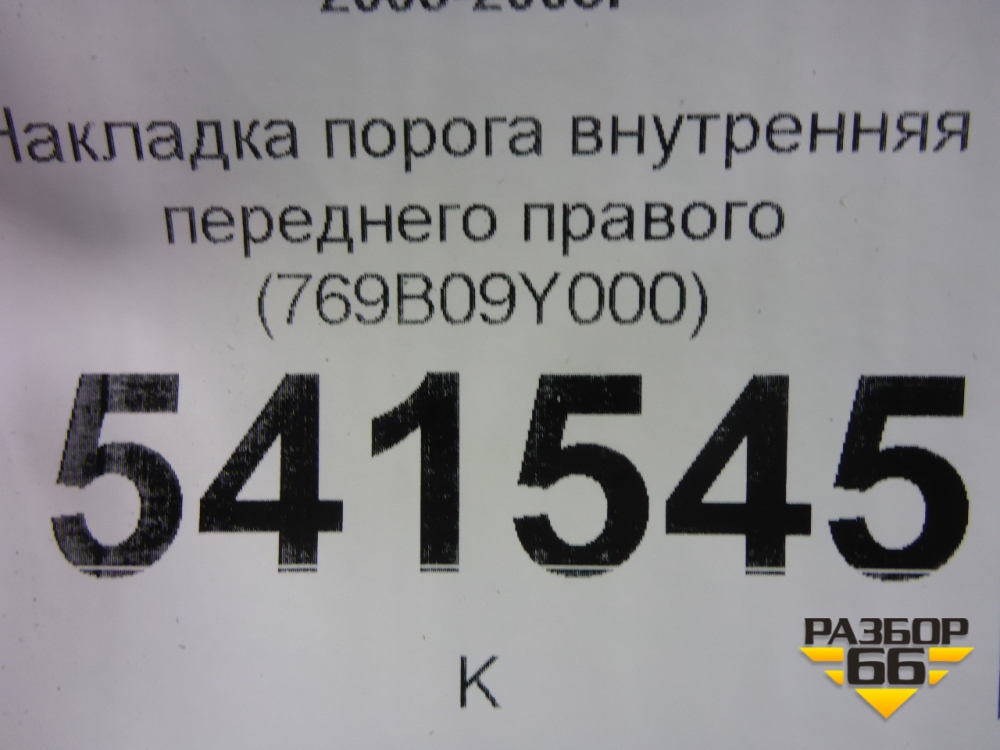 Накладка порога внутренняя
переднего правого
(769B09Y000)
541545
К
РАЗБОР
66